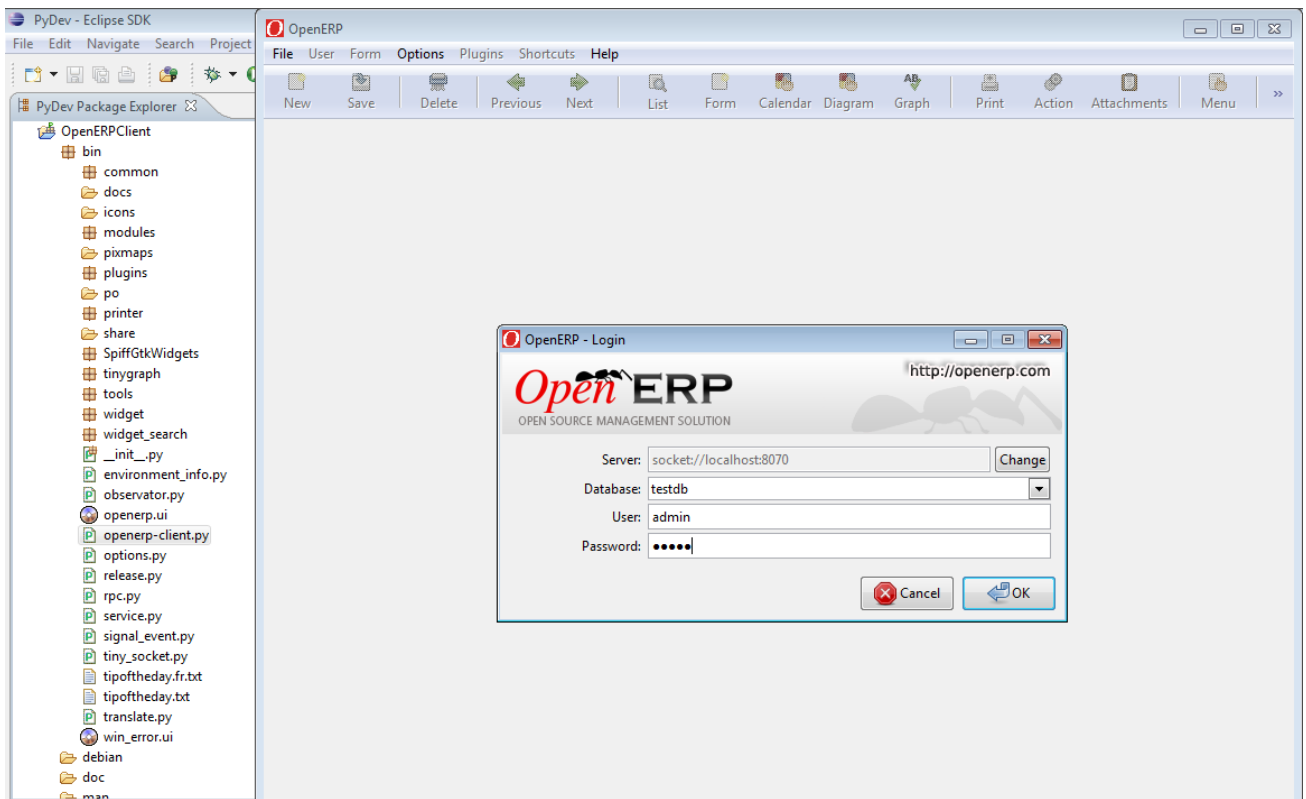 PyDev - Eclipse SDK
File Edit Navigate Search Project
PyDev Package Explorer
OpenERPClient
bin
common
docs
icons
modules
pixmaps
plugins
po
printer
share
SpiffGtkWidgets
tinygraph
tools
widget
widget_search
__init__.py
environment_info.py
observator.py
openerp.ui
openerp-client.py
options.py
release.py
rpc.py
service.py
signal_event.py
tiny_socket.py
tipoftheday.fr.txt
tipoftheday.txt
translate.py
win_error.ui
debian
doc
man
OpenERP
File User Form Options Plugins Shortcuts Help
New Save Delete Previous Next List Form Calendar Diagram Graph Print Action Attachments Menu »
OpenERP - Login
Open ERP
http://openerp.com
OPEN SOURCE MANAGEMENT SOLUTION
Server: socket://localhost:8070 Change
Database: testdb
User: admin
Password: •••••
Cancel OK